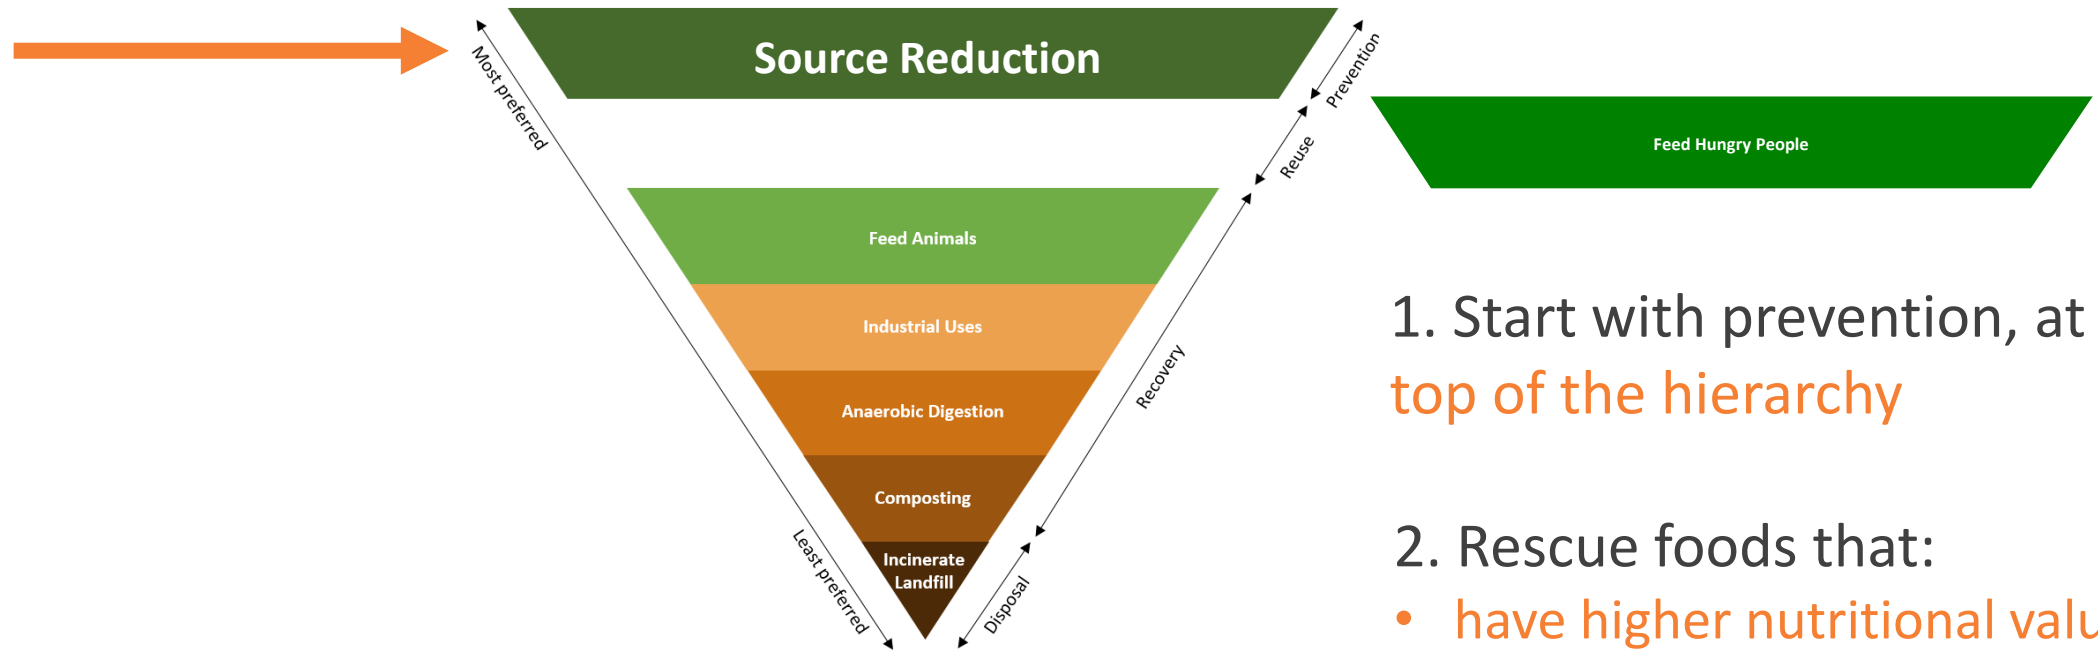 Source Reduction
Most preferred
Prevention
Reuse
Feed Hungry People
Feed Animals
Industrial Uses
Recovery
Anaerobic Digestion
Composting
Incinerate
Landfill
Least preferred
Disposal
1. Start with prevention, at
top of the hierarchy
2. Rescue foods that:
• have higher nutritional valu